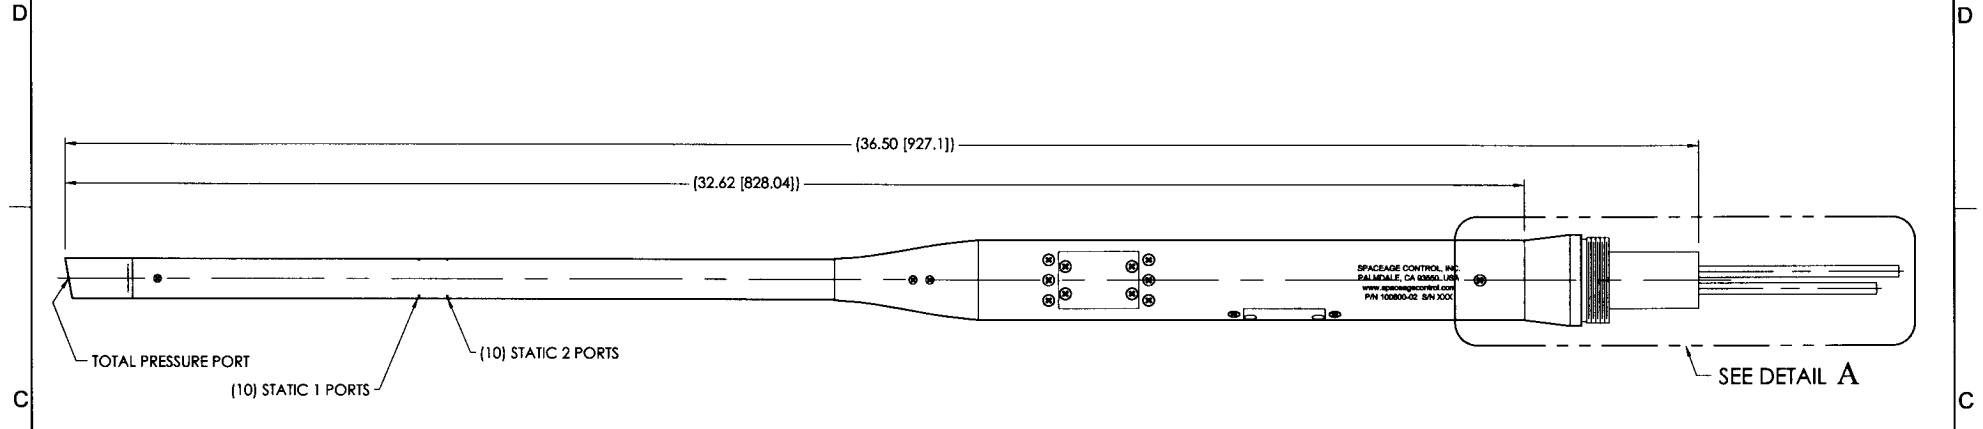 D
D
(36.50 [927.1])
(32.62 [828.04])
SPACEAGE CONTROL, INC.
PALMDALE, CA 93550, USA
www.spaceagecontrol.com
P/N 100800-02 S/N XXX
TOTAL PRESSURE PORT
(10) STATIC 2 PORTS
(10) STATIC 1 PORTS
SEE DETAIL A
C
C